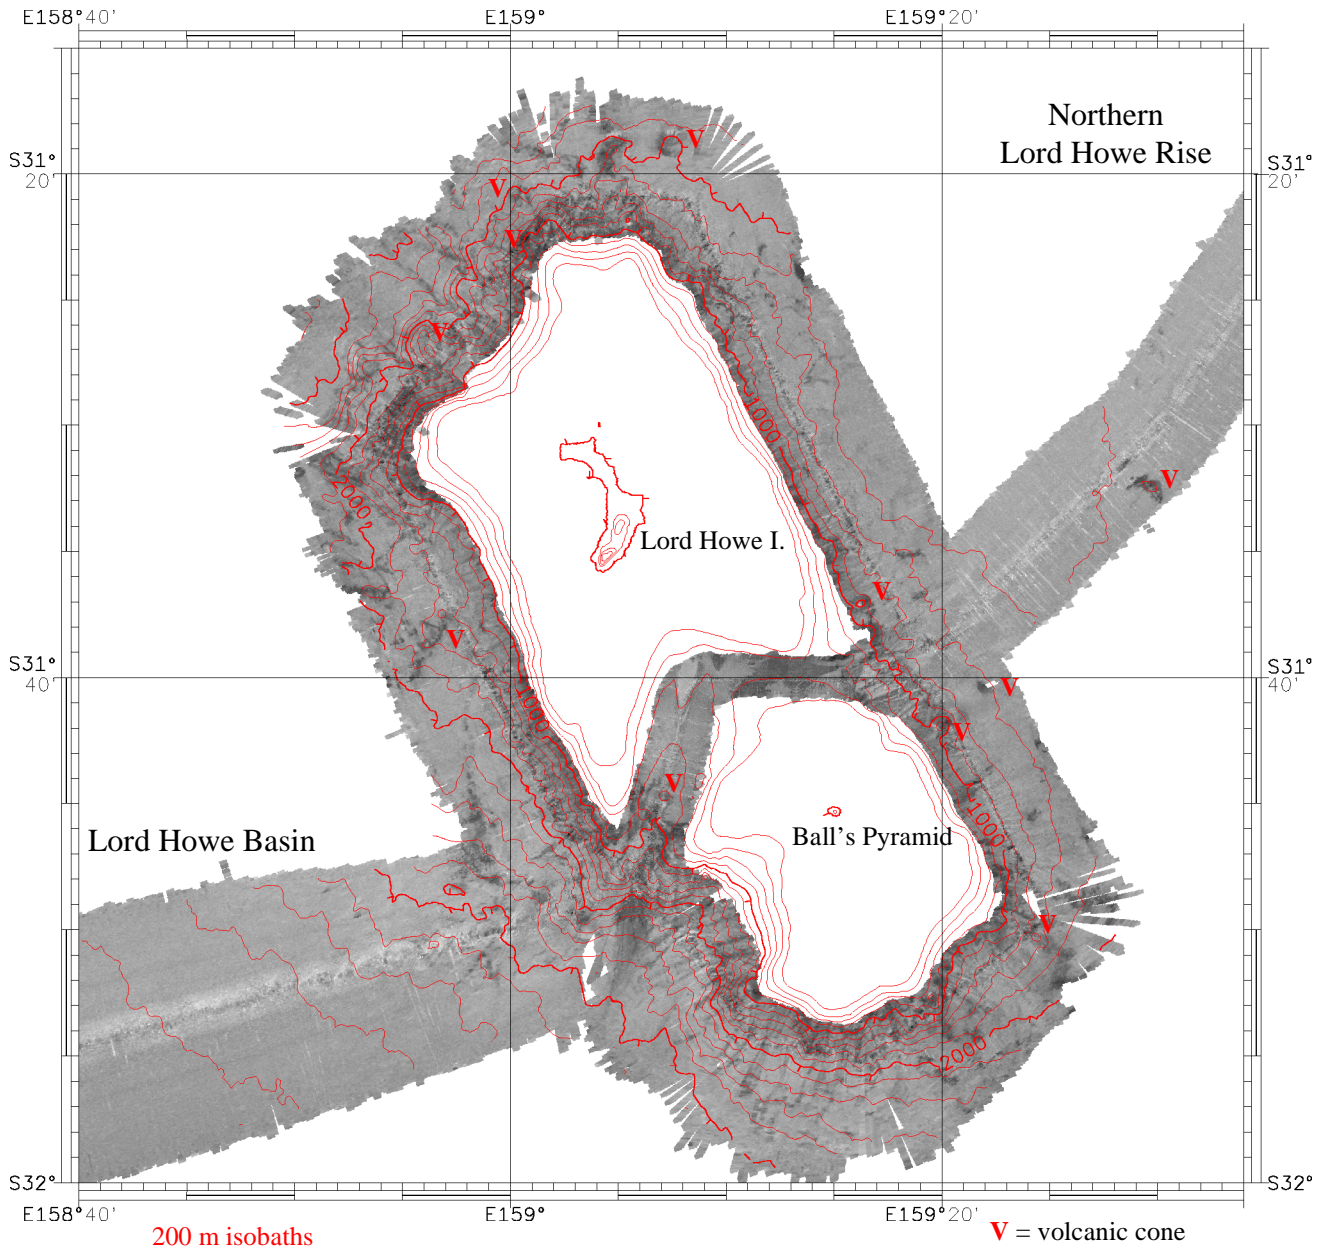 E158°40' E159° E159°20'
Northern
Lord Howe Rise
S31° S31°
20' 20'
V
V
V
V
1000
V
2000
Lord Howe I.
V
V
S31° S31°
40' 40'
V
1000
V
V
1000
Lord Howe Basin
Ball's Pyramid
V
2000
S32° S32°
E158°40' E159° E159°20'
200 m isobaths
V = volcanic cone